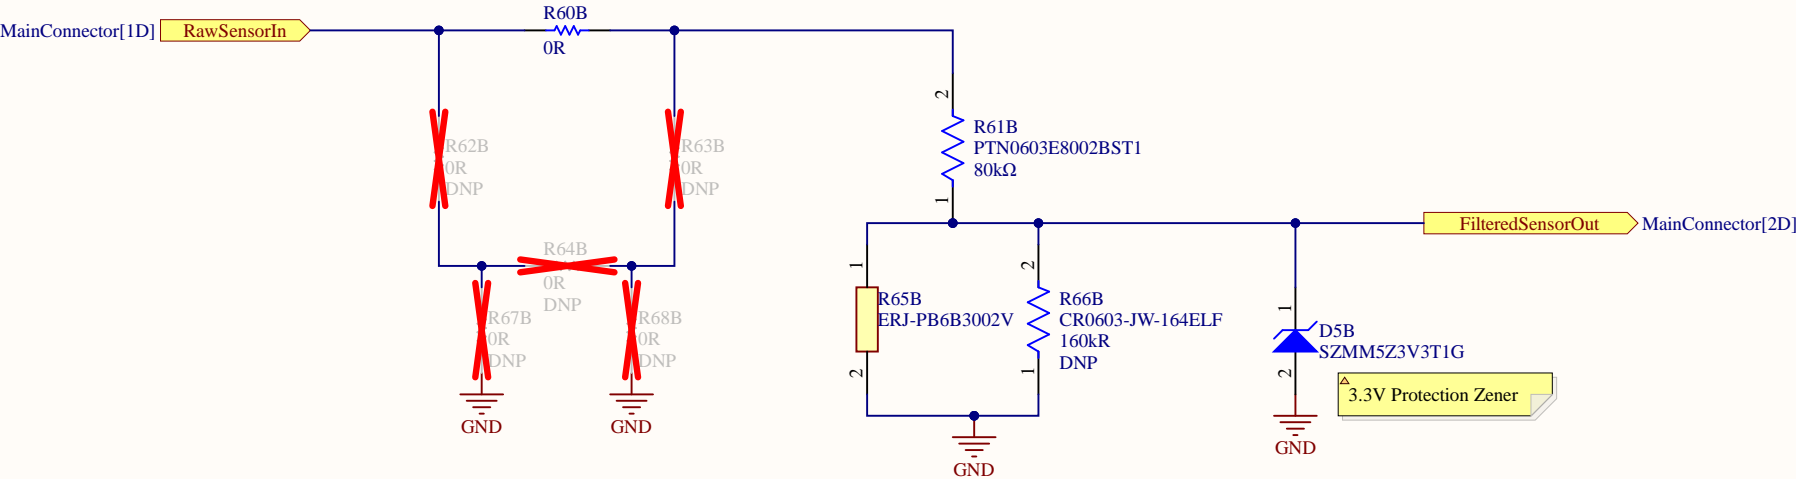 MainConnector[1D]
RawSensorIn
R60B
0R
R62B
0R
DNP
R63B
0R
DNP
R64B
0R
DNP
R67B
0R
DNP
R68B
0R
DNP
GND
GND
2
R61B
PTN0603E8002BST1
80kΩ
1
FilteredSensorOut
MainConnector[2D]
1
R65B
ERJ-PB6B3002V
2
2
R66B
CR0603-JW-164ELF
160kR
DNP
1
GND
1
D5B
SZMM5Z3V3T1G
2
GND
3.3V Protection Zener